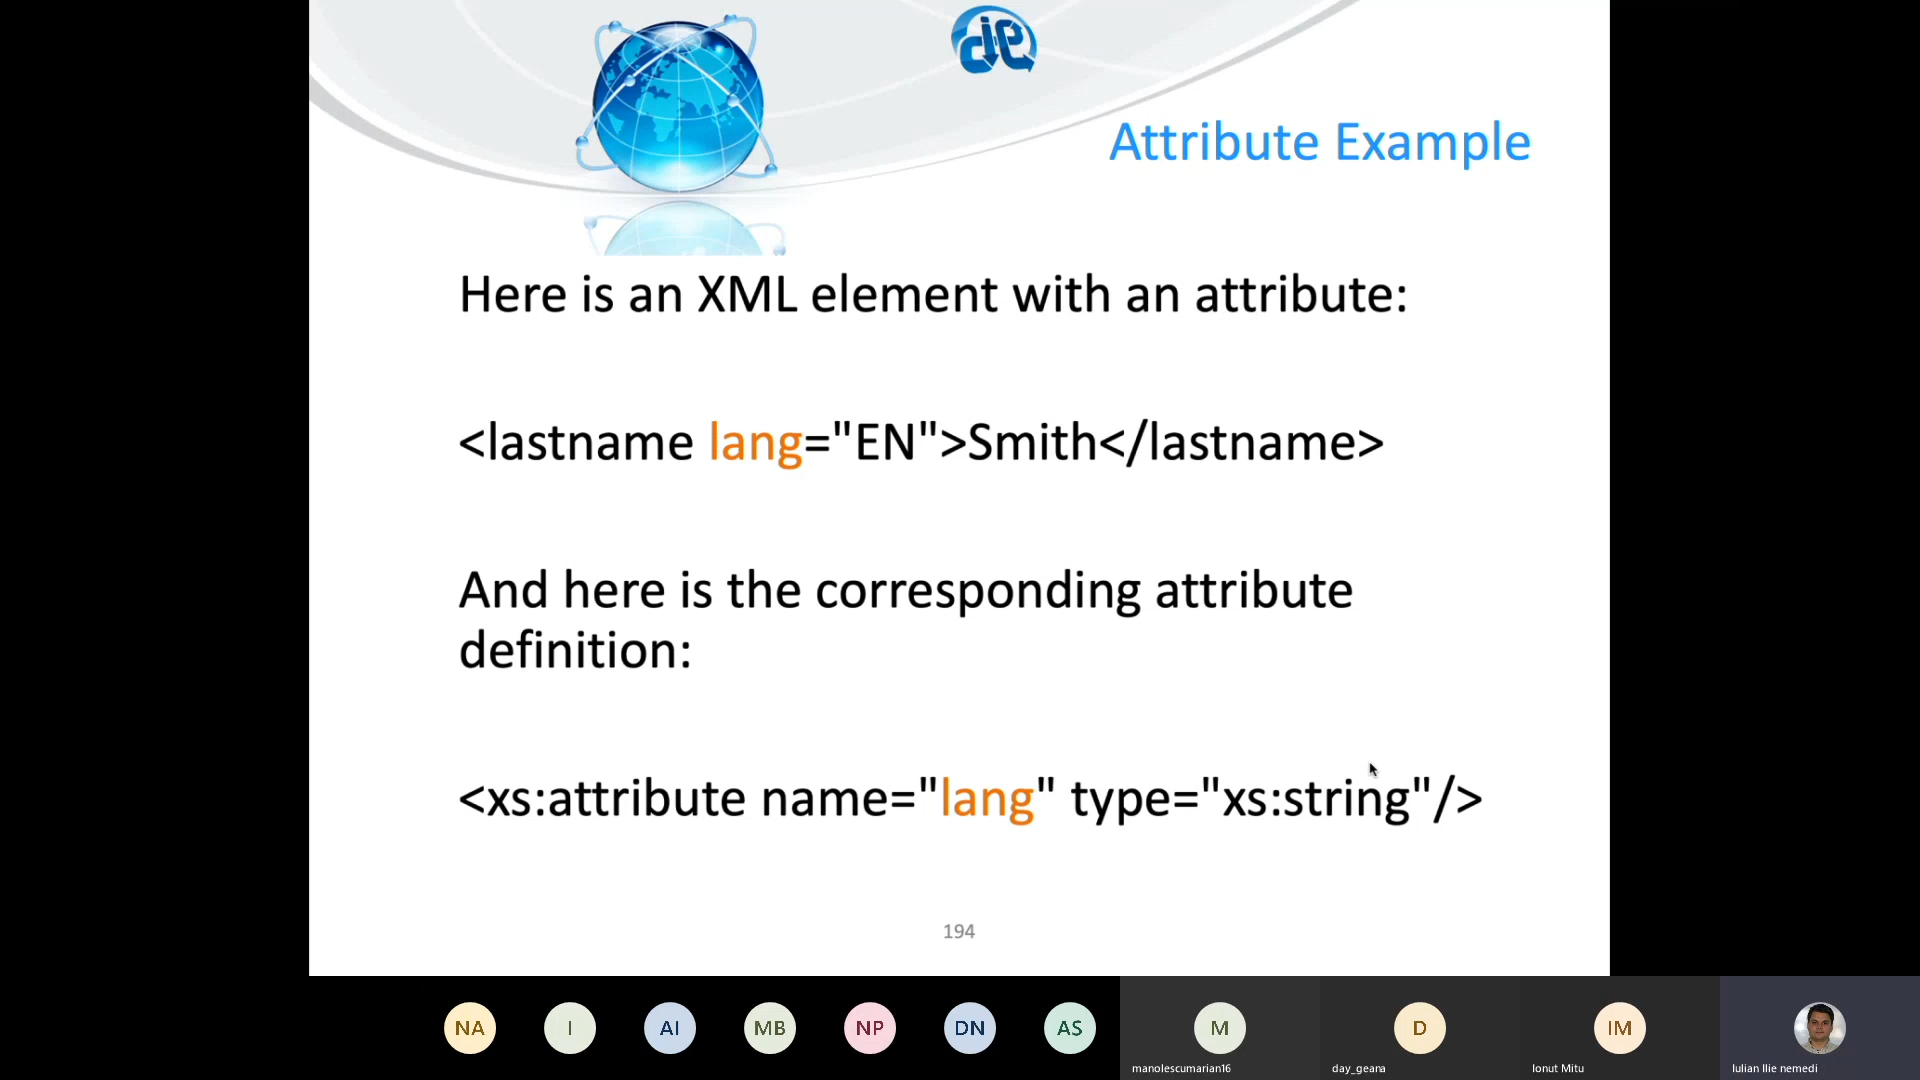 Attribute Example
Here is an XML element with an attribute:
<lastname lang="EN">Smith</lastname>
And here is the corresponding attribute
definition:
<xs:attribute name="lang" type="xs:string"/>
194
NA
I
AI
MB
NP
DN
AS
M
D
IM
manolescumarian16
day_geana
Ionut Mitu
Iulian Ilie nemedi